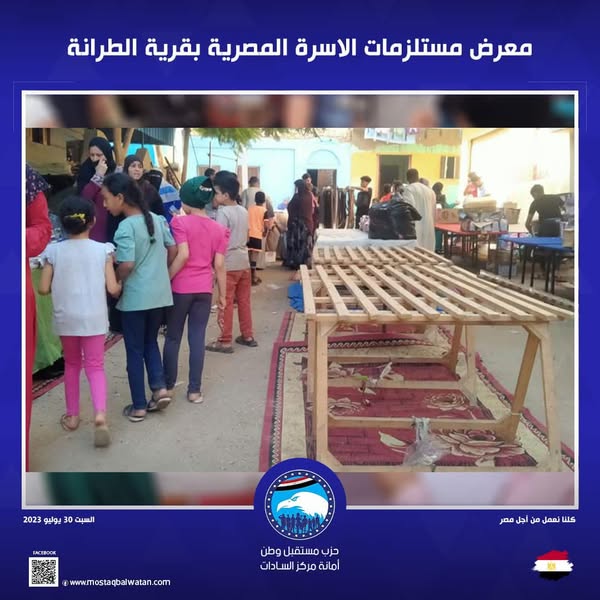 معرض مستلزمات الاسرة المصرية بقرية الطرانة
كلنا نعمل من أجل مصر
السبت 30 يوليو 2023
حزب مستقبل وطن
أمانة مركز السادات
FACEBOOK
www.mostaqbalwatan.com